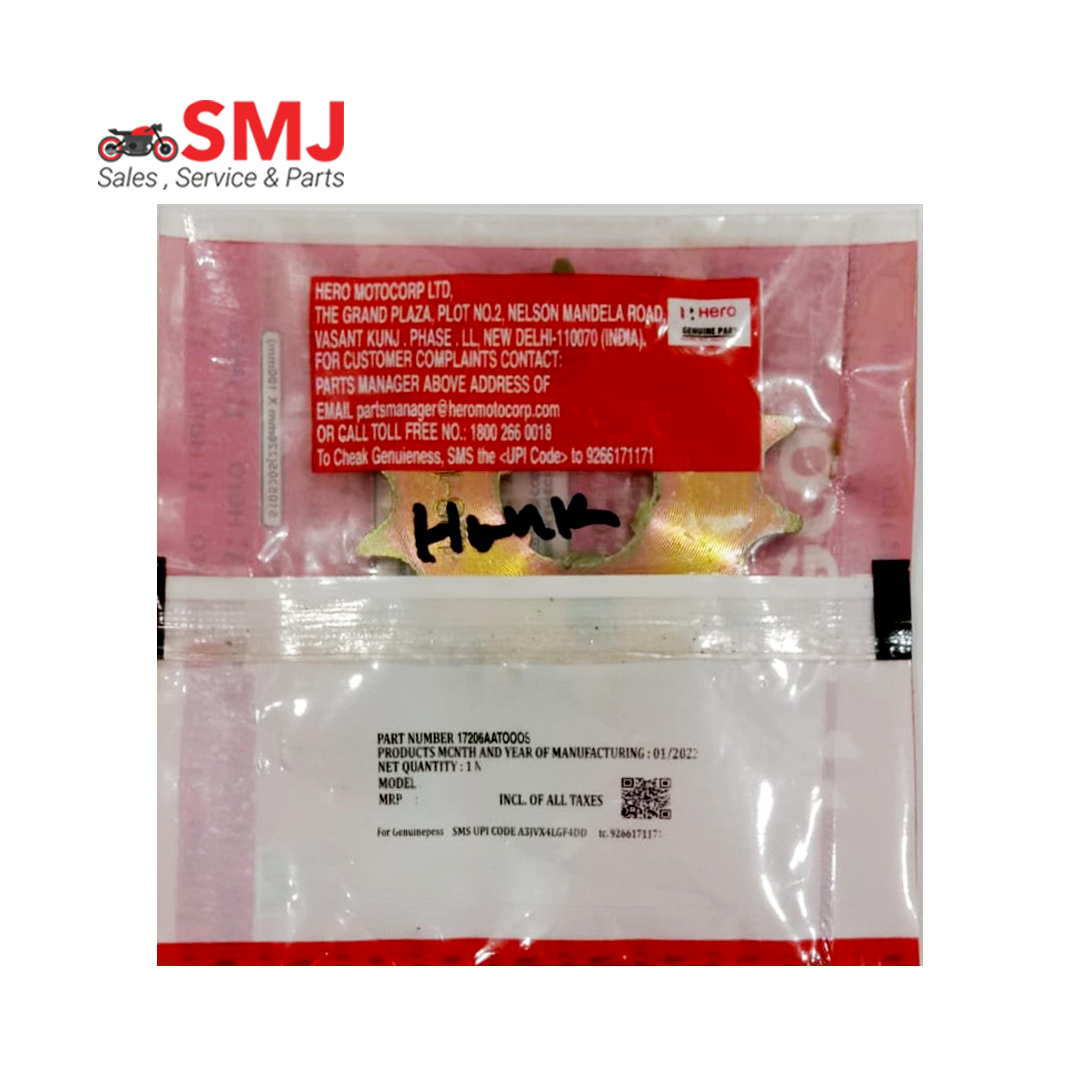 SMJ
Sales , Service & Parts
HERO MOTOCORP LTD,
THE GRAND PLAZA, PLOT NO.2, NELSON MANDELA ROAD,
VASANT KUNJ . PHASE . LL, NEW DELHI-110070 (INDIA).
FOR CUSTOMER COMPLAINTS CONTACT:
PARTS MANAGER ABOVE ADDRESS OF
EMAIL partsmanager@heromotocorp.com
OR CALL TOLL FREE NO.: 1800 266 0018
To Cheak Genuieness, SMS the <UPI Code> to 9266171171
Hero
GENUINE PART
Hunk
PART NUMBER 17206AATOOOS
PRODUCTS MCNTH AND YEAR OF MANUFACTURING : 01/2022
NET QUANTITY : 1 N
MODEL
MRP : INCL. OF ALL TAXES
For Genuinepess SMS UPI CODE A3JVX4LGF4DD tc. 9266171171